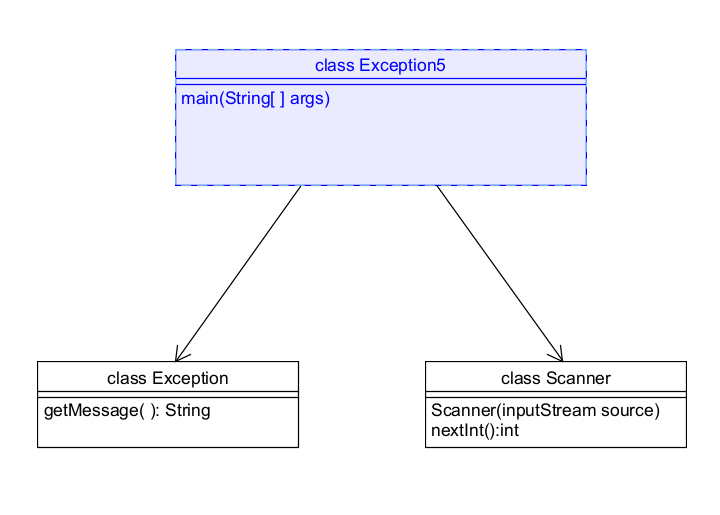 class Exception5
main(String[ ] args)
class Exception
getMessage( ): String
class Scanner
Scanner(inputStream source)
nextInt():int